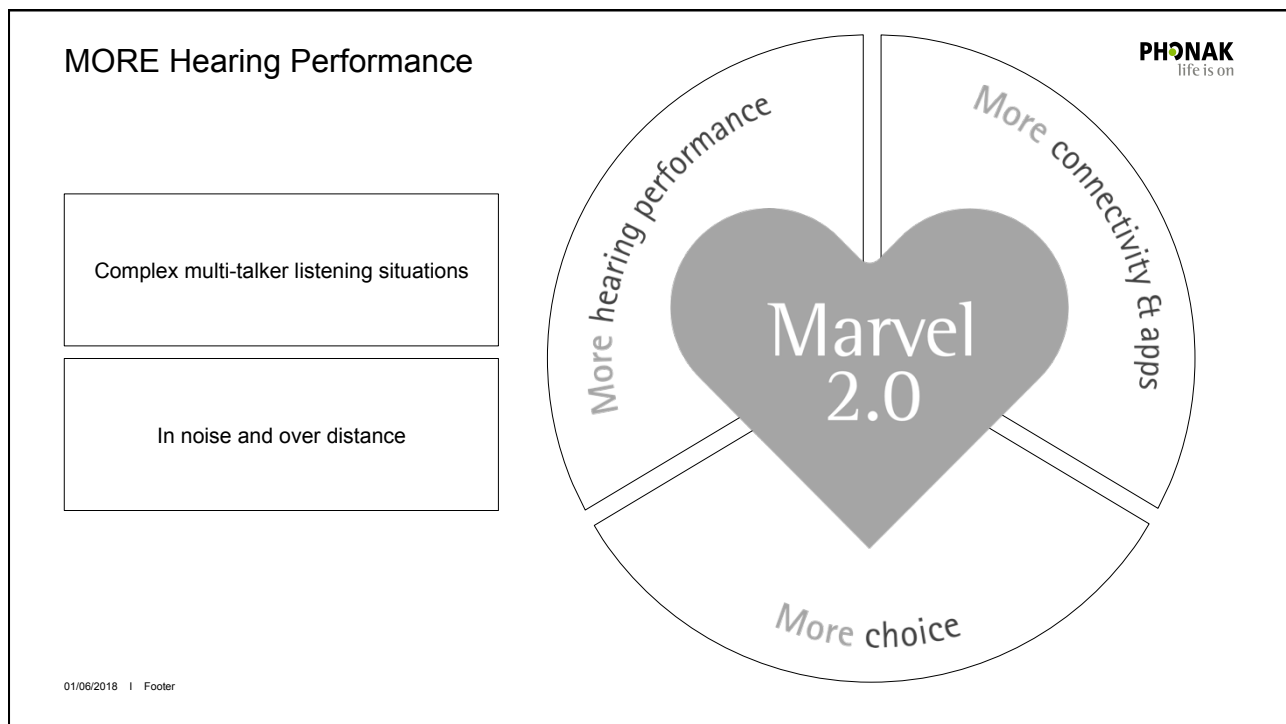 MORE Hearing Performance
PHONAK
life is on
Complex multi-talker listening situations
In noise and over distance
More hearing performance
More connectivity & apps
Marvel
2.0
More choice
01/06/2018 I Footer